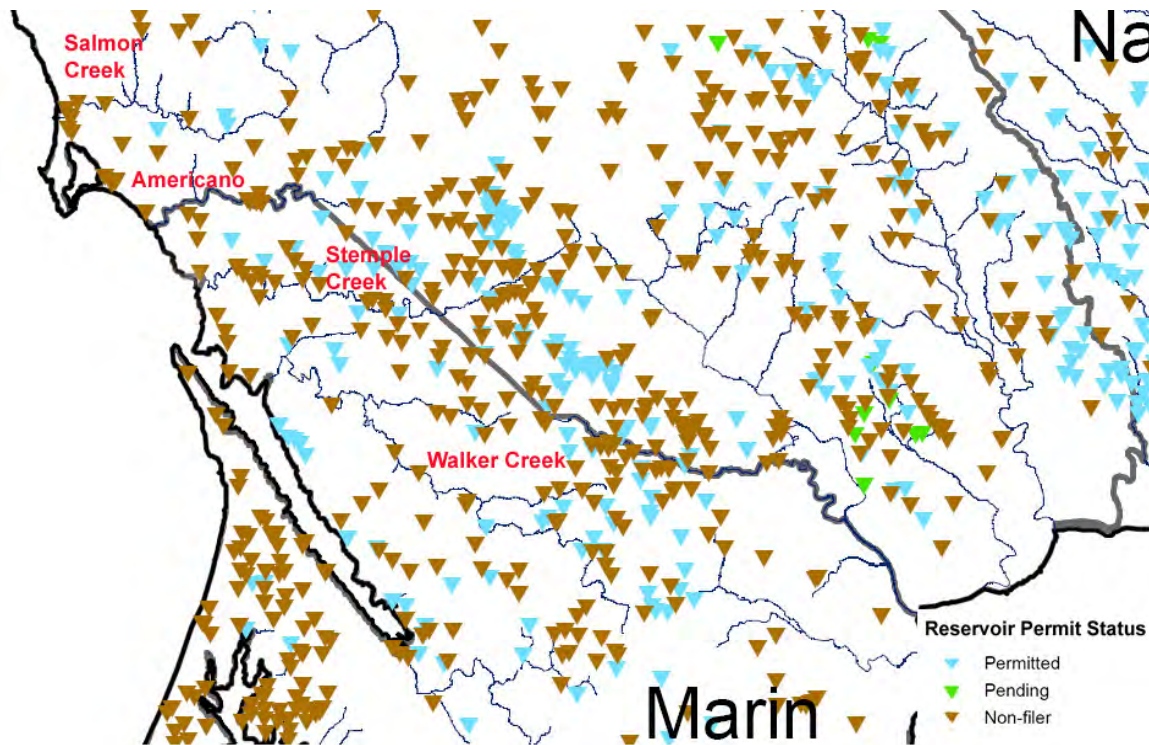 Salmon
Creek
Na
Americano
Stemple
Creek
Walker Creek
Marin
Reservoir Permit Status
Permitted
Pending
Non-filer